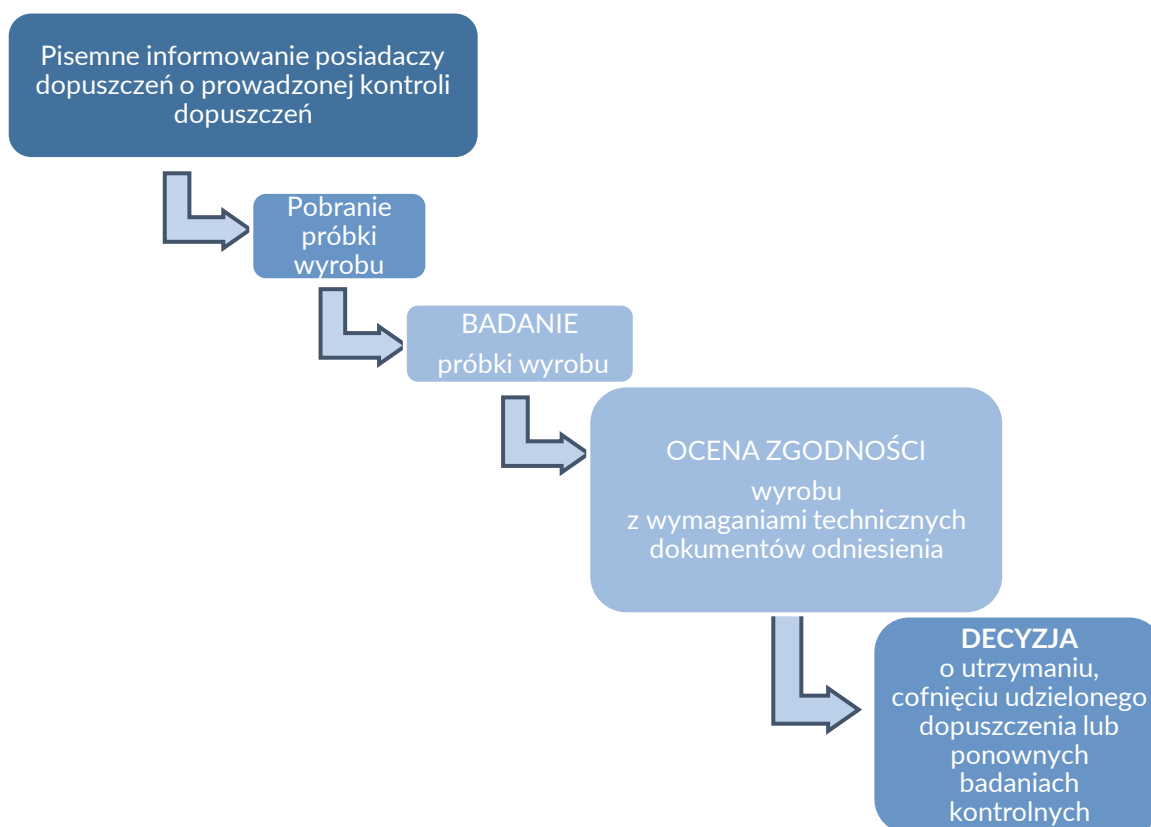 Pisemne informowanie posiadaczy
dopuszczeń o prowadzonej kontroli
dopuszczeń
Pobranie
próbki
wyrobu
BADANIE
próbki wyrobu
OCENA ZGODNOŚCI
wyrobu
z wymaganiami technicznych
dokumentów odniesienia
DECYZJA
o utrzymaniu,
cofnięciu udzielonego
dopuszczenia lub
ponownych
badaniach
kontrolnych